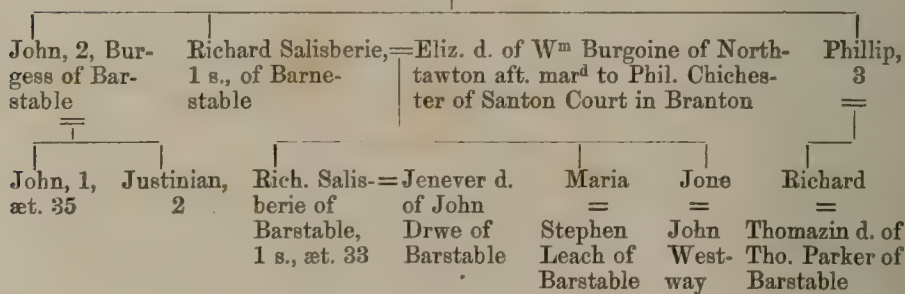 John, 2, Bur-
gess of Bar-
stable
=
Richard Salisberie,=
1 s., of Barne-
stable
Eliz. d. of Wm Burgoine of North-
tawton aft. mard to Phil. Chiches-
ter of Santon Court in Branton
Phillip,
3
=
John, 1,
æt. 35
Justinian,
2
Rich. Salis-=
berie of
Barstable,
1 s., æt. 33
Jenever d.
of John
Drwe of
Barstable
Maria
=
Stephen
Leach of
Barstable
Jone
=
John
West-
way
Richard
=
Thomazin d. of
Tho. Parker of
Barstable